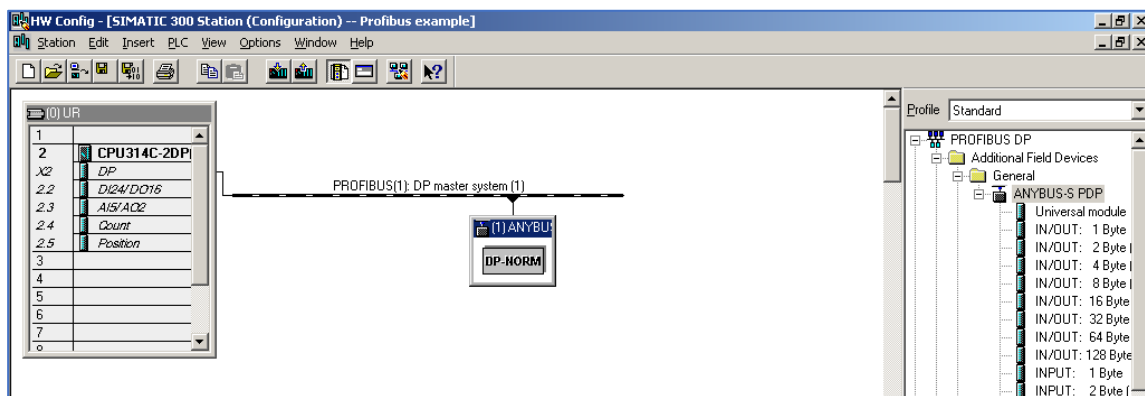 HW Config - [SIMATIC 300 Station (Configuration) -- Profibus example]
Station Edit Insert PLC View Options Window Help
(0) UR
1
2 CPU314C-2DP(
X2 DP
2.2 DI24/DO16
2.3 AI5/AO2
2.4 Count
2.5 Position
3
4
5
6
7
PROFIBUS(1): DP master system (1)
(1) ANYBU
DP-NORM
Profile Standard
PROFIBUS DP
Additional Field Devices
General
ANYBUS-S PDP
Universal module
IN/OUT: 1 Byte
IN/OUT: 2 Byte (
IN/OUT: 4 Byte (
IN/OUT: 8 Byte (
IN/OUT: 16 Byte
IN/OUT: 32 Byte
IN/OUT: 64 Byte
IN/OUT: 128 Byte
INPUT: 1 Byte
INPUT: 2 Byte (